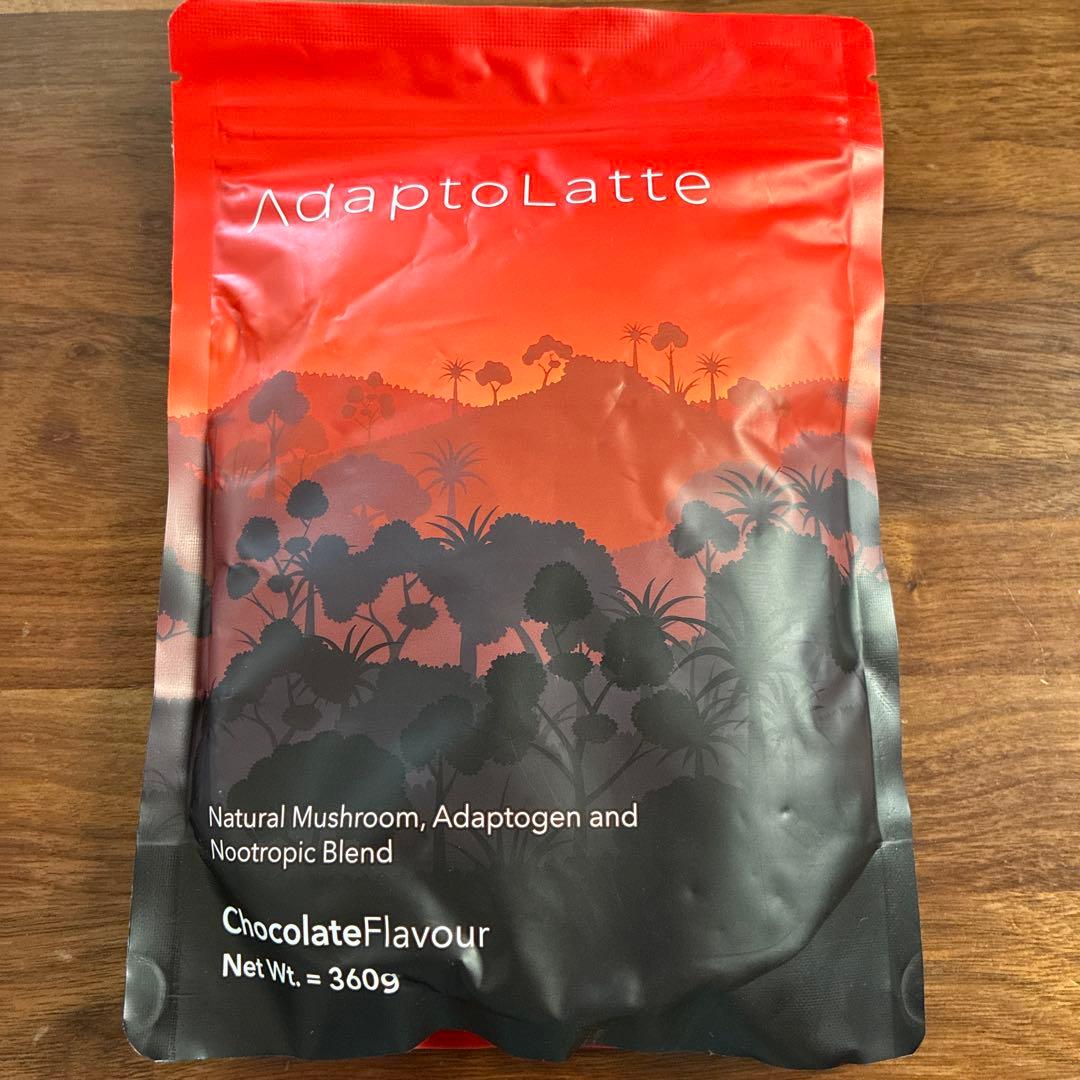 AdaptoLatte
Natural Mushroom, Adaptogen and
Nootropic Blend
ChocolateFlavour
Net Wt. = 360g